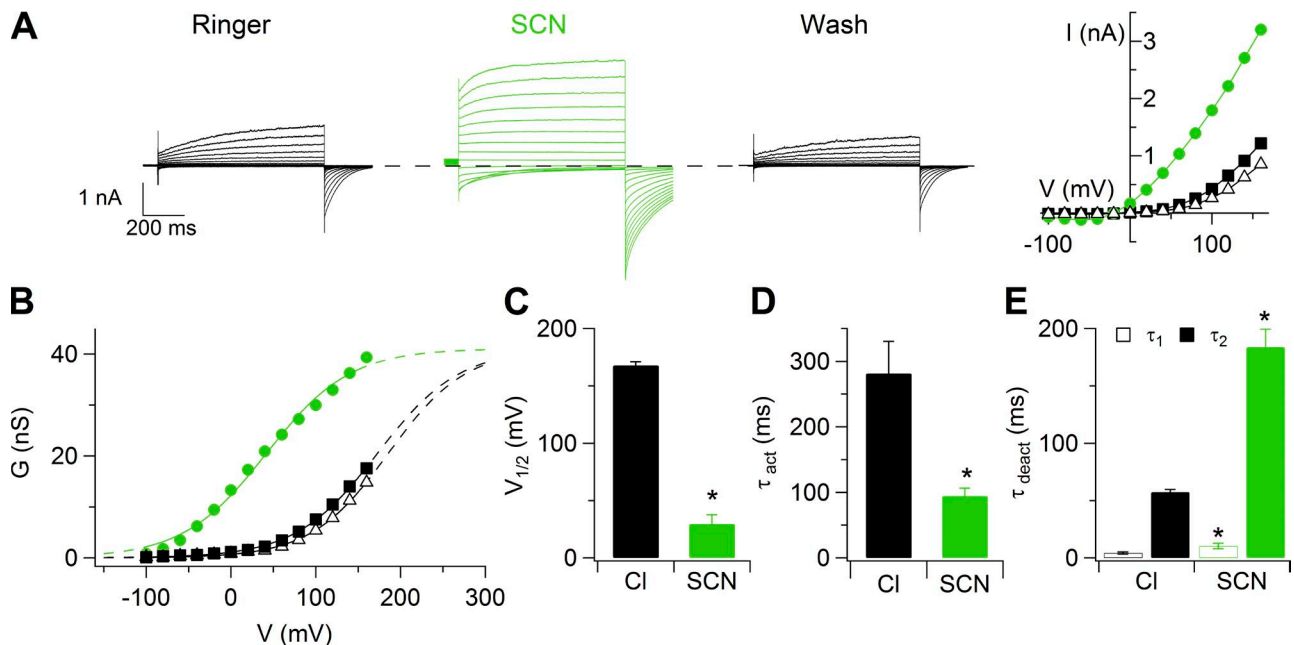 A
Ringer
SCN
Wash
1 nA
200 ms
I (nA)
3
2
1
V (mV)
-100
100
B
G (nS)
40
20
0
-100
0
100
200
300
V (mV)
C
V1/2 (mV)
200
100
0
*
Cl
SCN
D
τ act (ms)
300
200
100
0
*
Cl
SCN
E
τ deact (ms)
200
100
0
τ1
τ2
*
*
Cl
SCN